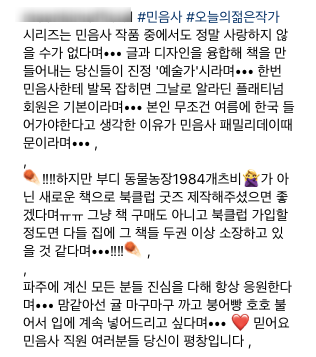 #민음사 #오늘의젊은작가
시리즈는 민음사 작품 중에서도 정말 사랑하지 않
을 수가 없다며••• 글과 디자인을 융합해 책을 만
들어내는 당신들이 진정 '예술가'시라며••• 한번
민음사한테 발목 잡히면 그날로 알라딘 플래티넘
회원은 기본이라며••• 본인 무조건 여름에 한국 들
어가야한다고 생각한 이유가 민음사 패밀리데이때
문이라며••• ,
,
☄️‼️‼️하지만 부디 동물농장1984개츠비🤷‍♀️가 아
닌 새로운 책으로 북클럽 굿즈 제작해주셨으면 좋
겠다며ㅠㅠ 그냥 책 구매도 아니고 북클럽 가입할
정도면 다들 집에 그 책들 두권 이상 소장하고 있
을 것 같다며•••‼️‼️☄️ ,
,
파주에 계신 모든 분들 진심을 다해 항상 응원한다
며••• 맘같아선 귤 마구마구 까고 붕어빵 호호 불
어서 입에 계속 넣어드리고 싶다며••• ❤️ 믿어요
민음사 직원 여러분들 당신이 평창입니다 ,